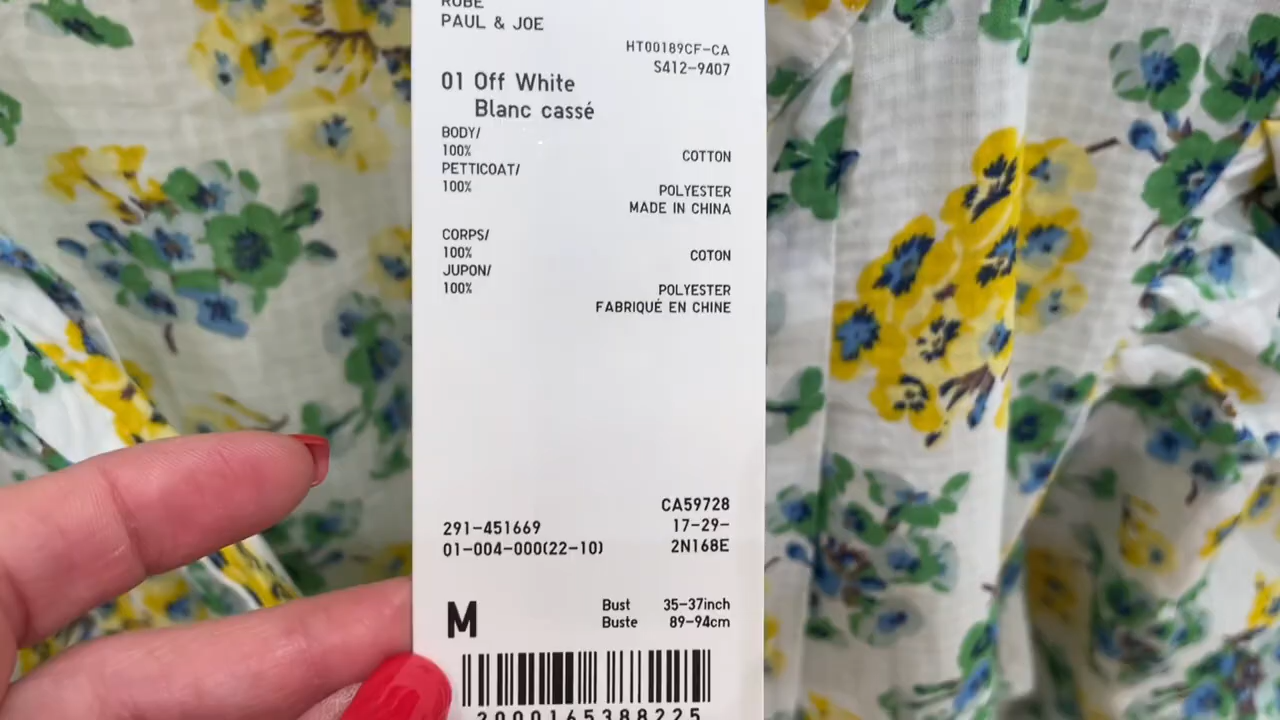 ROBE
PAUL & JOE
HT00189CF-CA
S412-9407
01 Off White
Blanc cassé
BODY/
100% COTTON
PETTICOAT/
100% POLYESTER
MADE IN CHINA
CORPS/
100% COTON
JUPON/
100% POLYESTER
FABRIQUÉ EN CHINE
CA59728
291-451669 17-29-
01-004-000(22-10) 2N168E
M Bust 35-37inch
Buste 89-94cm
2000165388225